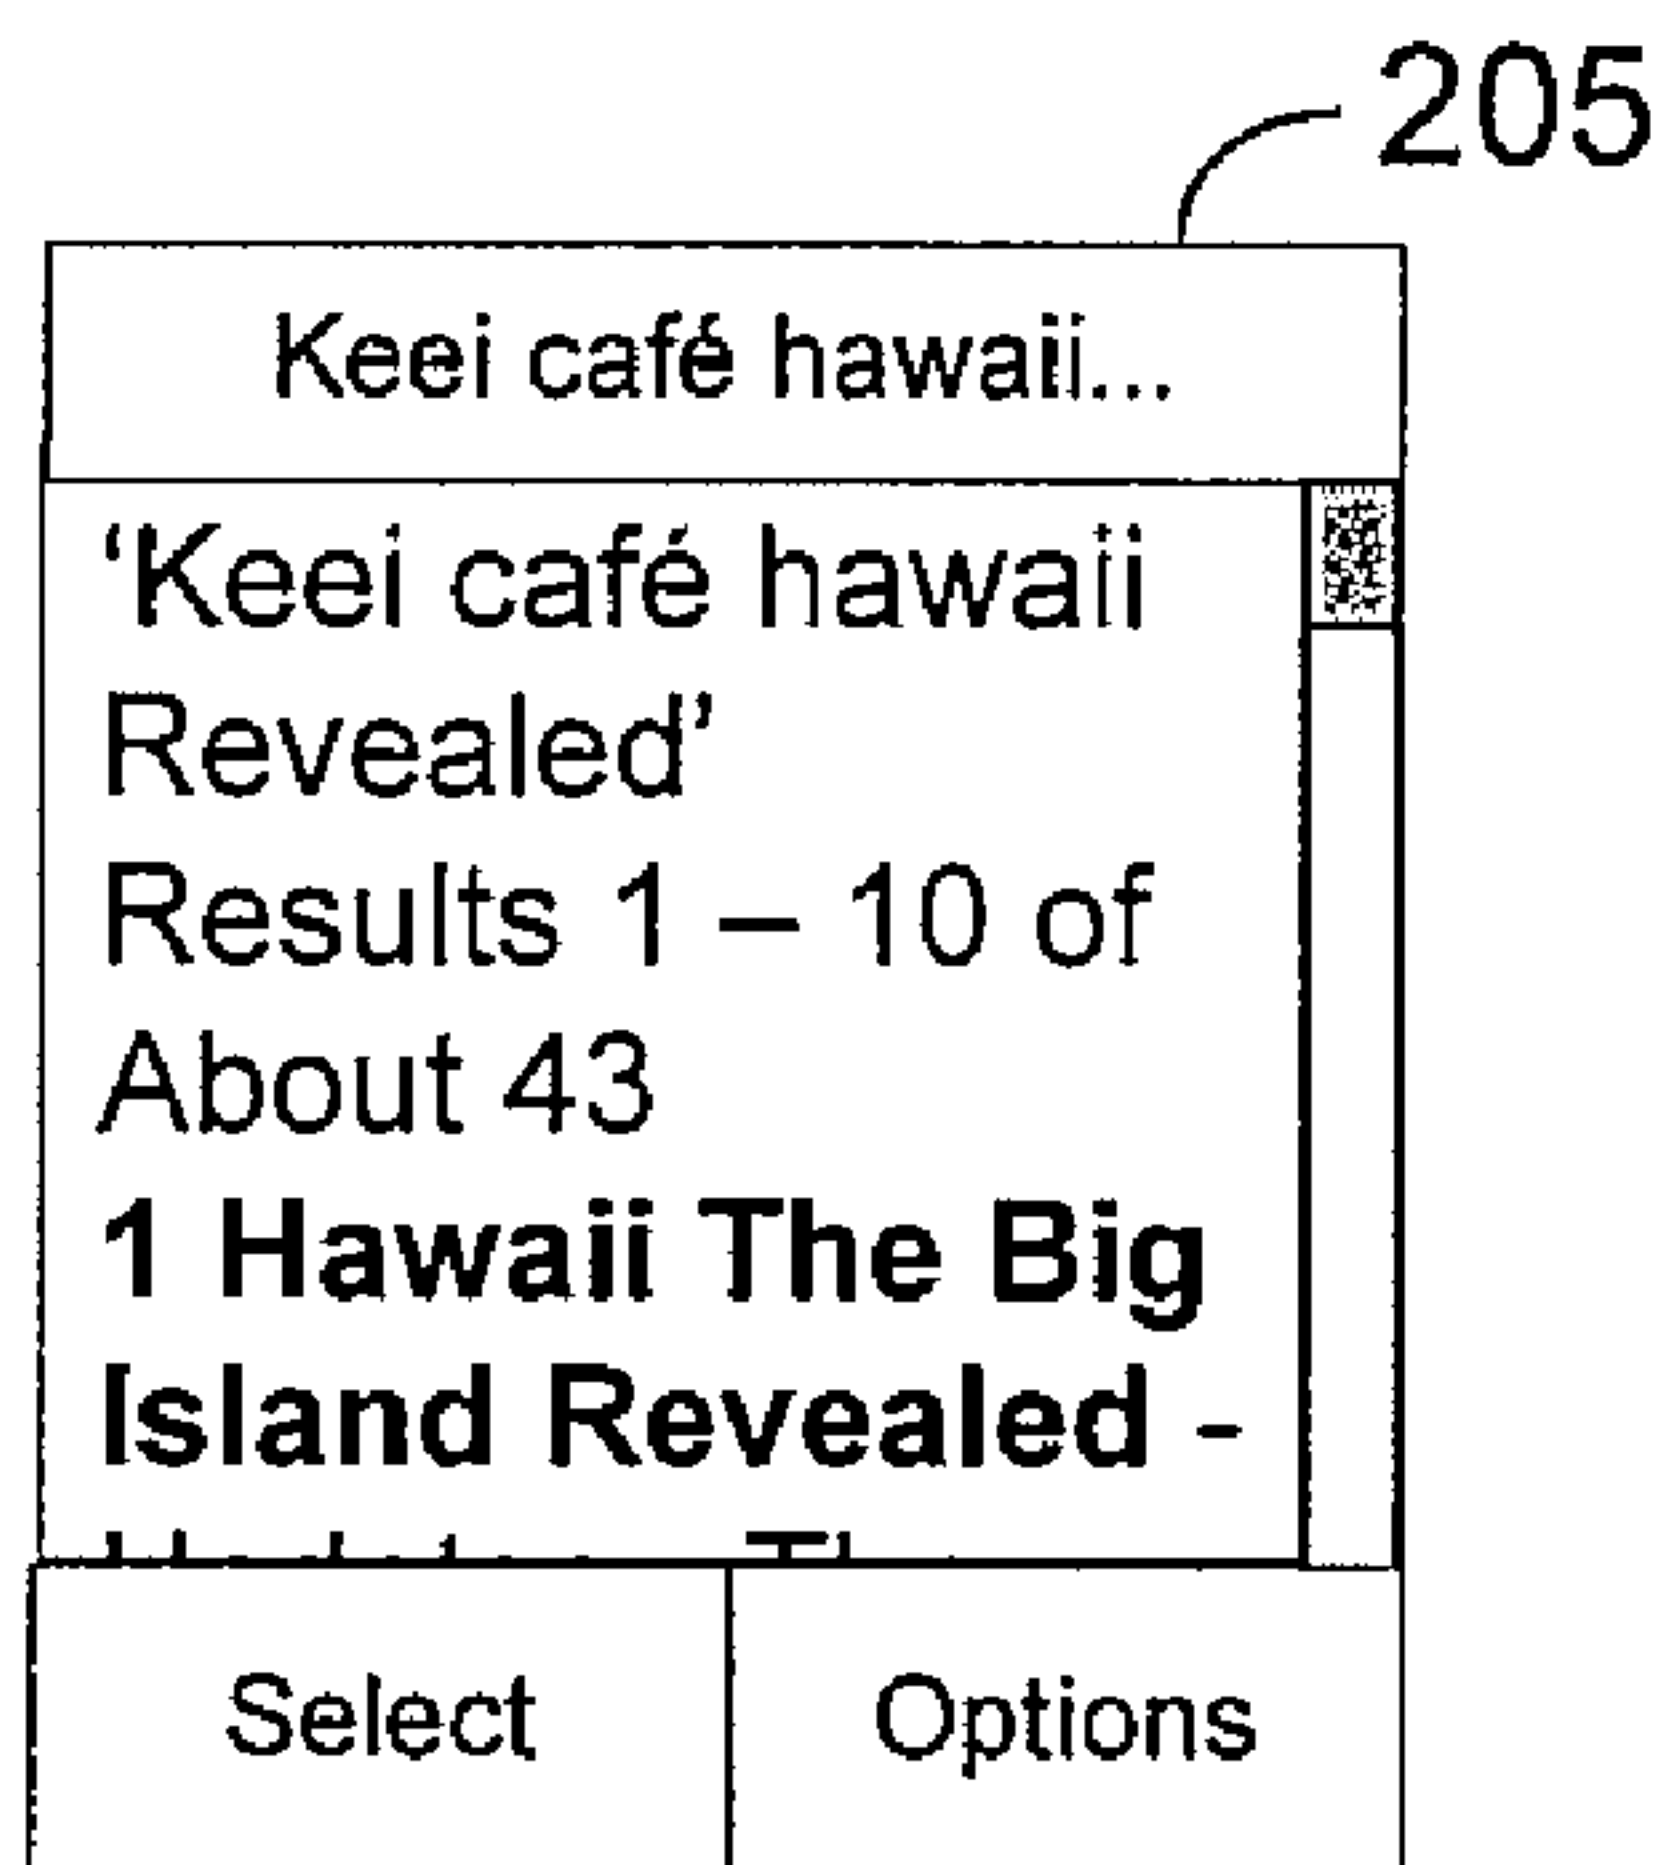 205
Keei café hawaii...
‘Keei café hawaii
Revealed’
Results 1 – 10 of
About 43
1 Hawaii The Big
Island Revealed -
Select
Options